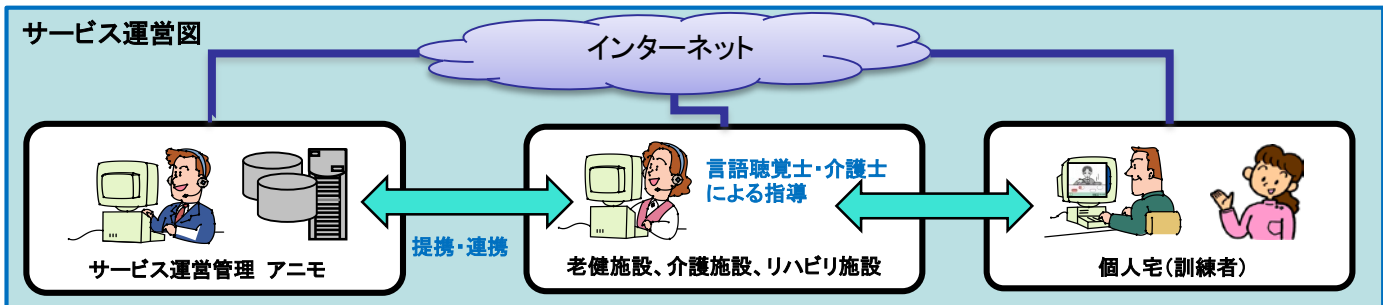 サービス運営図
インターネット
言語聴覚士・介護士
による指導
提携・連携
サービス運営管理 アニモ
老健施設、介護施設、リハビリ施設
個人宅(訓練者)